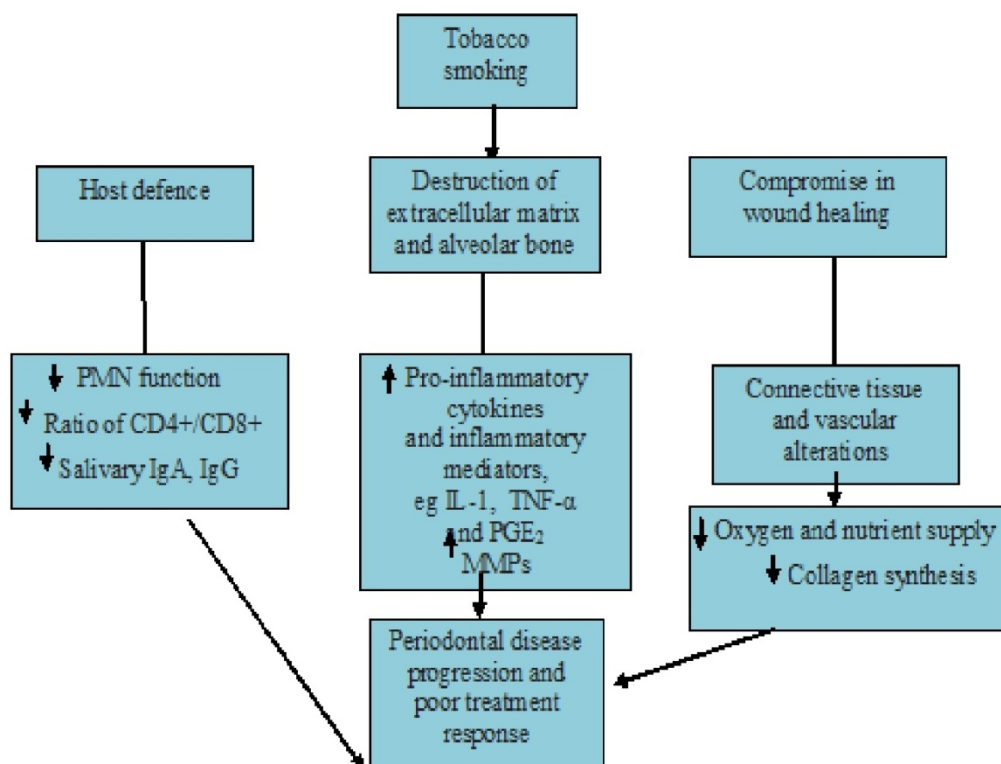 Tobacco
smoking
Host defence
Destruction of
extracellular matrix
and alveolar bone
Compromise in
wound healing
↓ PMN function
↓ Ratio of CD4+/CD8+
↓ Salivary IgA, IgG
↑ Pro-inflammatory
cytokines
and inflammatory
mediators,
eg IL-1, TNF-α
and PGE₂
↑ MMPs
Connective tissue
and vascular
alterations
↓ Oxygen and nutrient supply
↓ Collagen synthesis
Periodontal disease
progression and
poor treatment
response